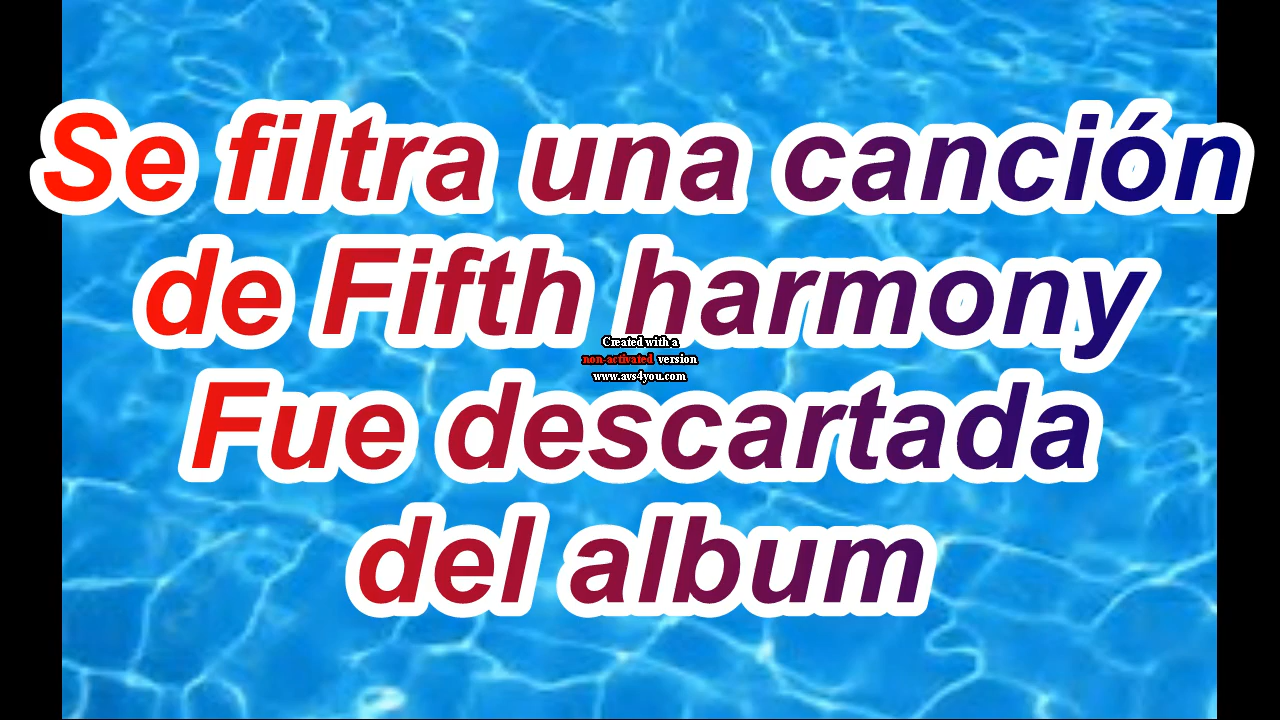 Se filtra una canción
de Fifth harmony
Created with a
non-activated version
www.avs4you.com
Fue descartada
del album